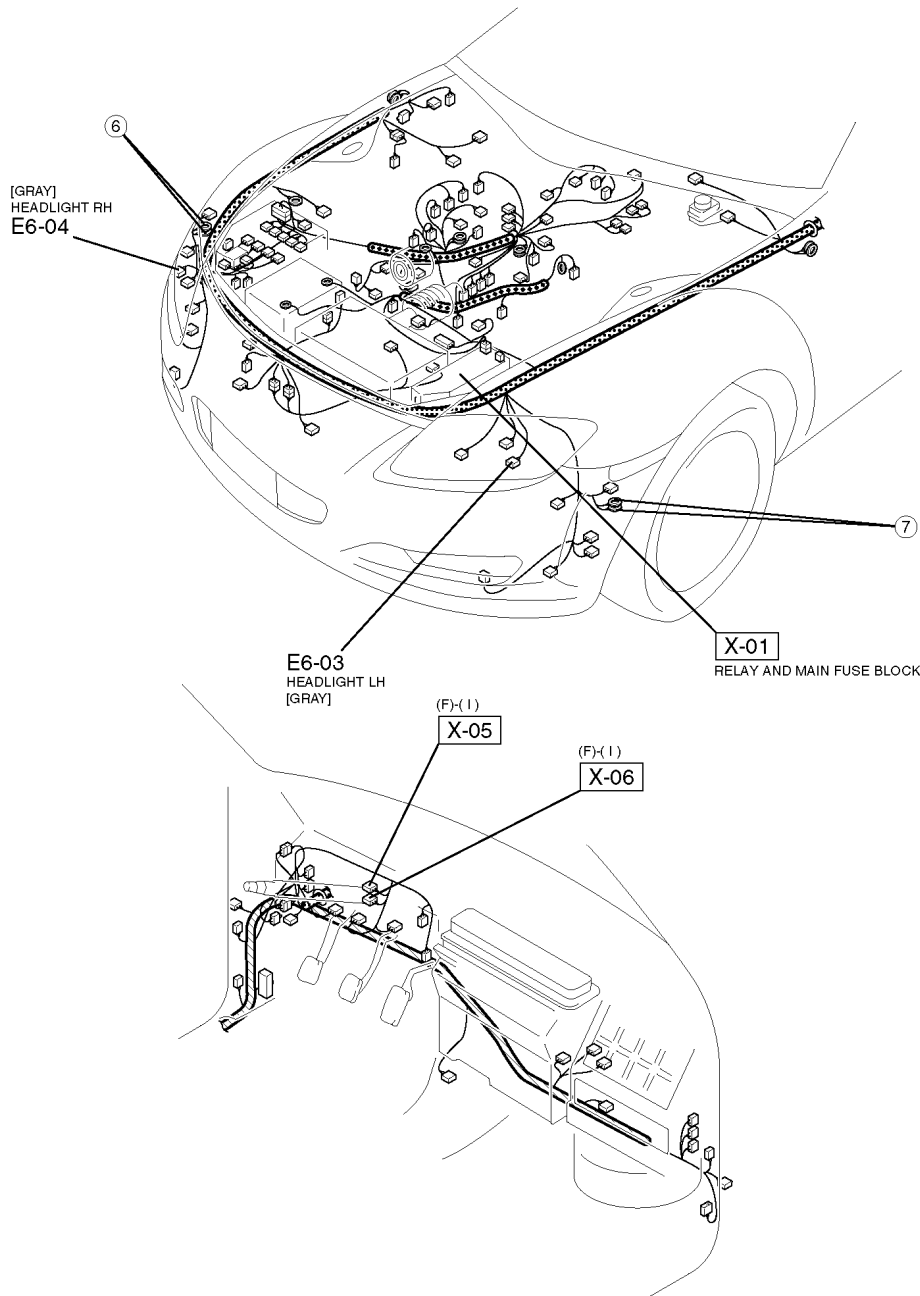 6
[GRAY]
HEADLIGHT RH
E6-04
7
E6-03
HEADLIGHT LH
[GRAY]
X-01
RELAY AND MAIN FUSE BLOCK
(F)-( I )
X-05
(F)-( I )
X-06